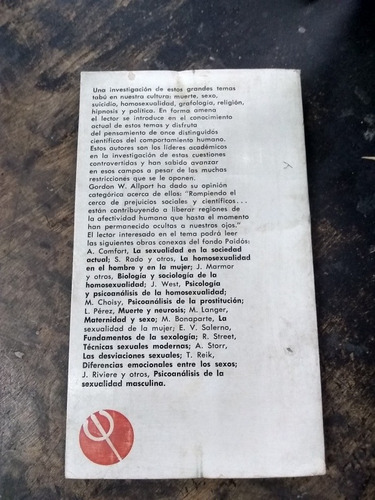 Una investigación de estos grandes temas
tabú en nuestra cultura: muerte, sexo,
suicidio, homosexualidad, grafología, religión,
hipnosis y política. En forma amena
el lector se introduce en el conocimiento
actual de estos temas y disfruta
del pensamiento de once distinguidos
científicos del comportamiento humano.
Estos autores son los líderes académicos
en la investigación de estas cuestiones
controvertidas y han sabido avanzar
en esos campos a pesar de las muchas
restricciones que se le oponen.
Gordon W. Allport ha dado su opinión
categórica acerca de ellos: "Rompiendo el
cerco de prejuicios sociales y científicos...
están contribuyendo a liberar regiones de
la afectividad humana que hasta el momento
han permanecido ocultas a nuestros ojos."
El lector interesado en el tema podrá leer
las siguientes obras conexas del fondo Paidós:
A. Comfort, La sexualidad en la sociedad
actual; S. Rado y otros, La homosexualidad
en el hombre y en la mujer; J. Marmor
y otros, Biología y sociología de la
homosexualidad; J. West, Psicología
y psicoanálisis de la homosexualidad;
M. Choisy, Psicoanálisis de la prostitución;
L. Pérez, Muerte y neurosis; M. Langer,
Maternidad y sexo; M. Bonaparte, La
sexualidad de la mujer; E. V. Salerno,
Fundamentos de la sexología; R. Street,
Técnicas sexuales modernas; A. Storr,
Las desviaciones sexuales; T. Reik,
Diferencias emocionales entre los sexos;
J. Riviere y otros, Psicoanálisis de la
sexualidad masculina.